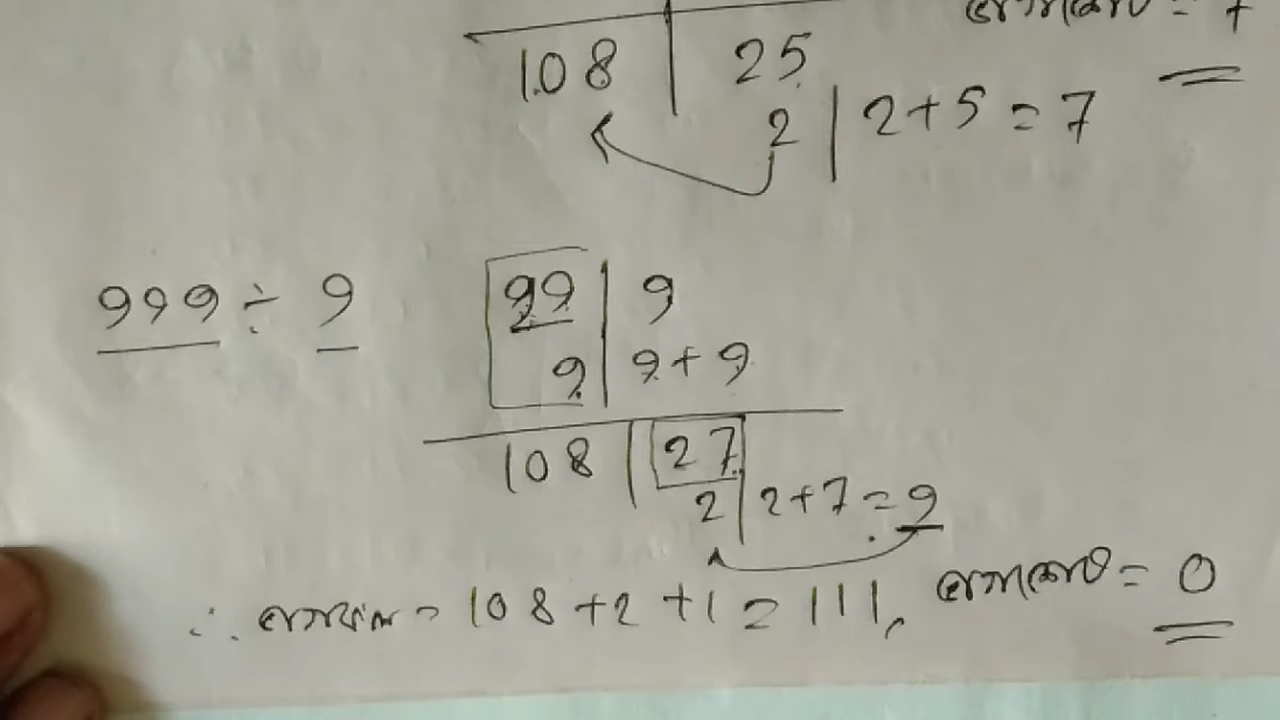 108 | 25
2 | 2+5=7
999 ÷ 9
99 | 9
9 | 9+9
108 | 27
2 | 2+7=9
∴ = 108+2+1=111, = 0